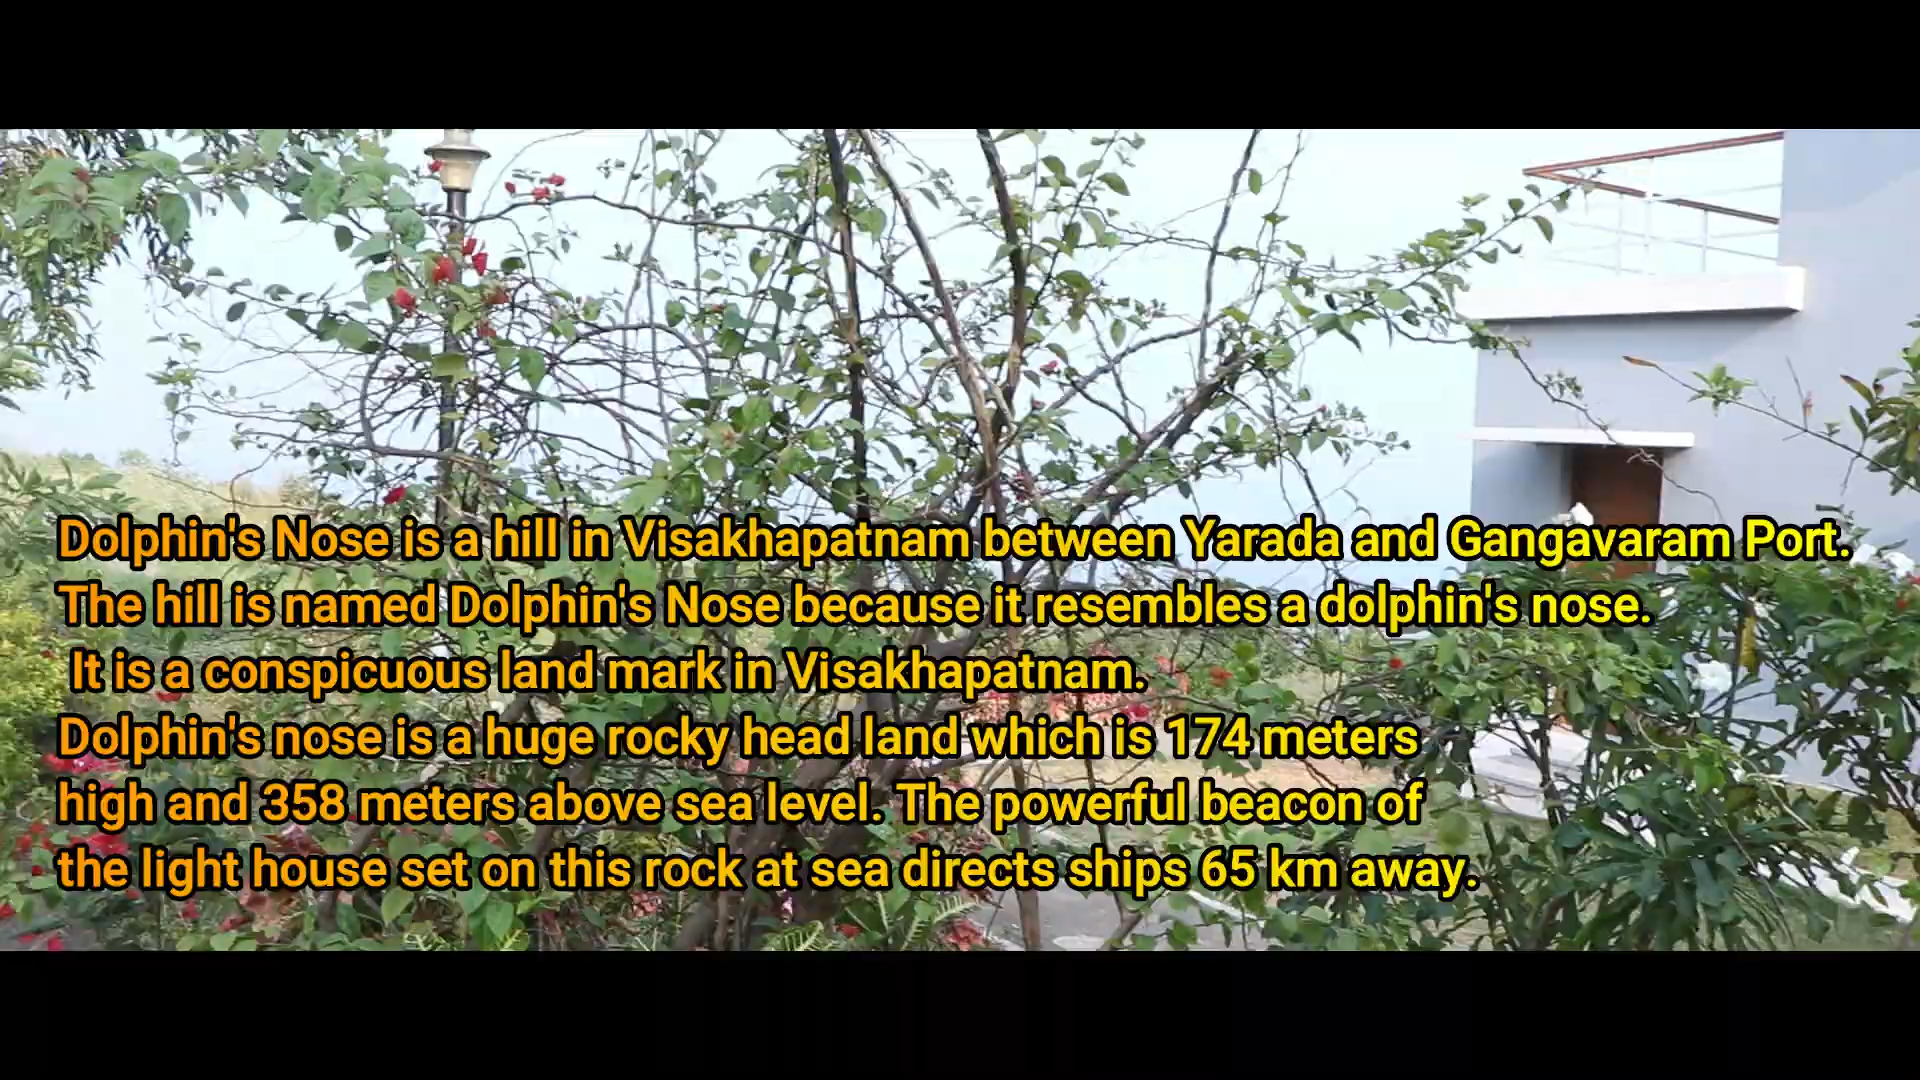 Dolphin's Nose is a hill in Visakhapatnam between Yarada and Gangavaram Port.
The hill is named Dolphin's Nose because it resembles a dolphin's nose.
It is a conspicuous land mark in Visakhapatnam.
Dolphin's nose is a huge rocky head land which is 174 meters
high and 358 meters above sea level. The powerful beacon of
the light house set on this rock at sea directs ships 65 km away.